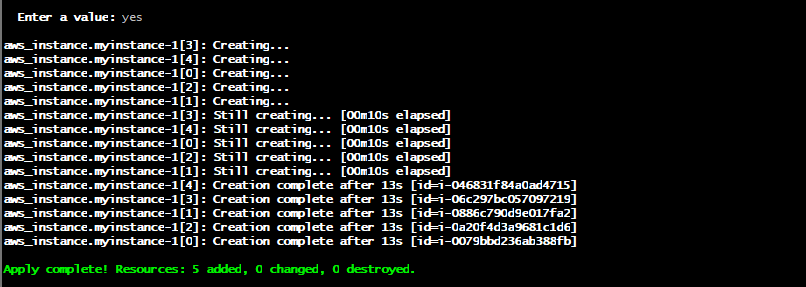 Enter a value: yes
aws_instance.myinstance-1[3]: Creating...
aws_instance.myinstance-1[4]: Creating...
aws_instance.myinstance-1[0]: Creating...
aws_instance.myinstance-1[2]: Creating...
aws_instance.myinstance-1[1]: Creating...
aws_instance.myinstance-1[3]: Still creating... [00m10s elapsed]
aws_instance.myinstance-1[4]: Still creating... [00m10s elapsed]
aws_instance.myinstance-1[0]: Still creating... [00m10s elapsed]
aws_instance.myinstance-1[2]: Still creating... [00m10s elapsed]
aws_instance.myinstance-1[1]: Still creating... [00m10s elapsed]
aws_instance.myinstance-1[4]: Creation complete after 13s [id=i-046831f84a0ad4715]
aws_instance.myinstance-1[3]: Creation complete after 13s [id=i-06c297bc057097219]
aws_instance.myinstance-1[1]: Creation complete after 13s [id=i-0886c790d9e017fa2]
aws_instance.myinstance-1[2]: Creation complete after 13s [id=i-0a20f4d3a9681c1d6]
aws_instance.myinstance-1[0]: Creation complete after 13s [id=i-0079bbd236ab388fb]
Apply complete! Resources: 5 added, 0 changed, 0 destroyed.